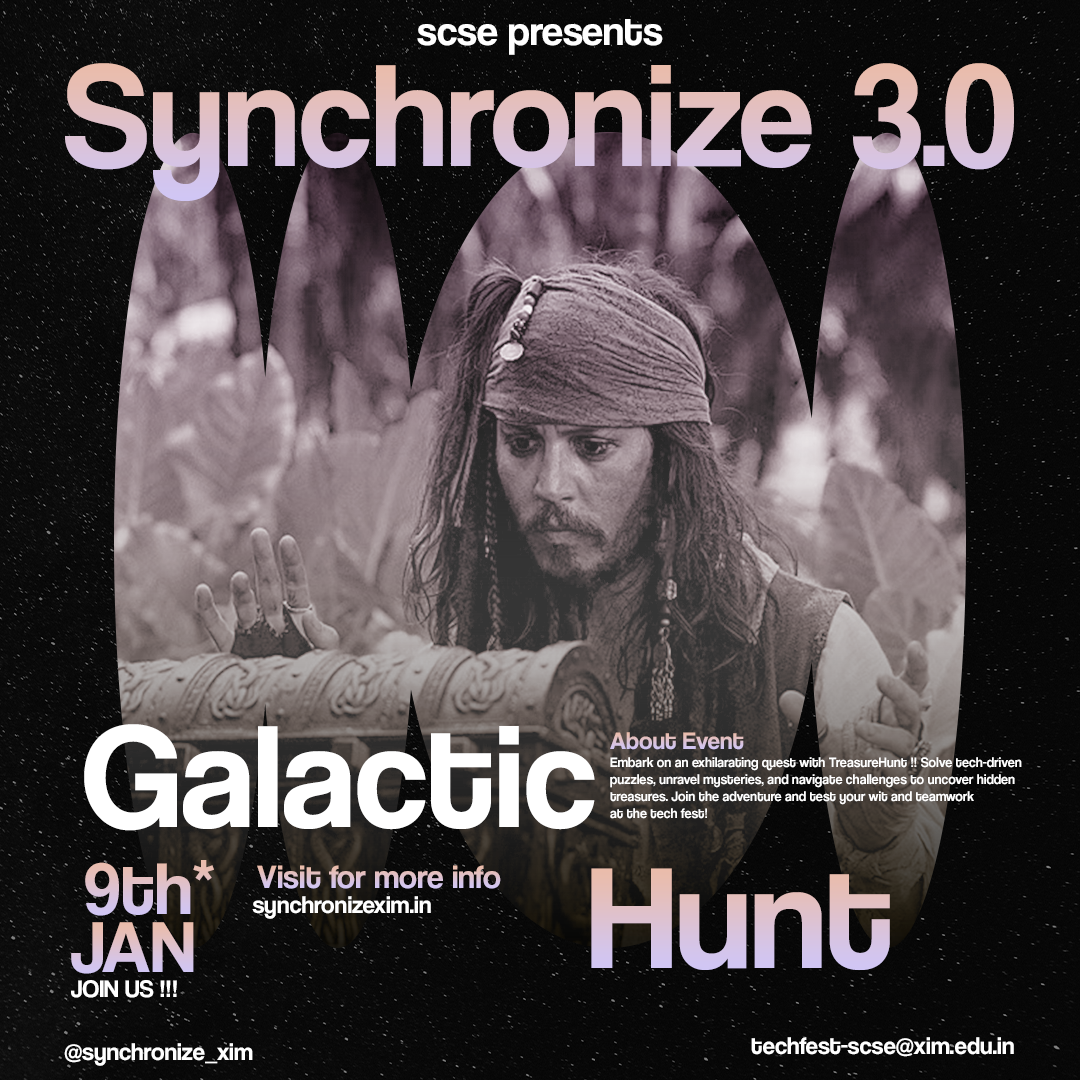 scse presents
Synchronize 3.0
Galactic
About Event
Embark on an exhilarating quest with TreasureHunt !! Solve tech-driven
puzzles, unravel mysteries, and navigate challenges to uncover hidden
treasures. Join the adventure and test your wit and teamwork
at the tech fest!
9th*
JAN
JOIN US !!!
Visit for more info
synchronizexim.in
Hunt
@synchronize_xim
techfest-scse@xim.edu.in